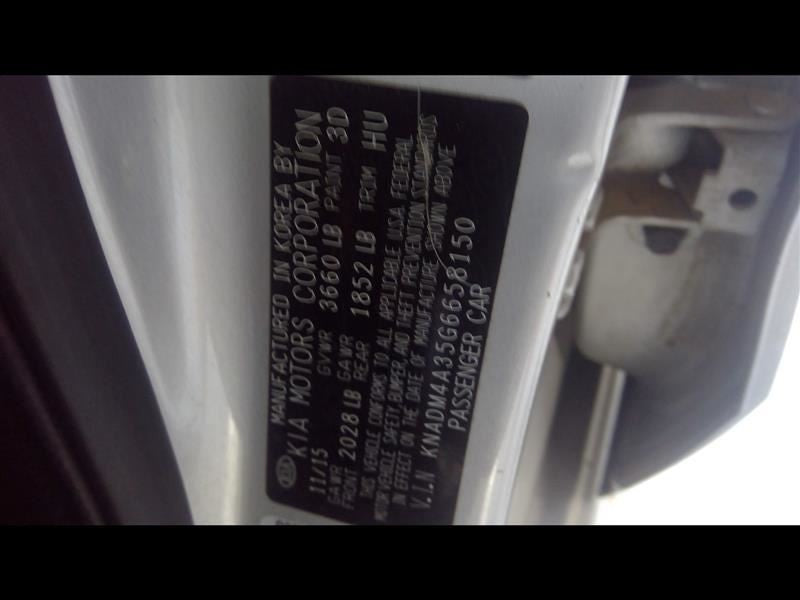 MANUFACTURED IN KOREA BY
KIA MOTORS CORPORATION
11/15 GVWR 3660 LB PAINT 3D
GAWR FRONT 2028 LB GAWR REAR 1852 LB TRIM HU
THIS VEHICLE CONFORMS TO ALL APPLICABLE U.S.A. FEDERAL
MOTOR VEHICLE SAFETY, BUMPER, AND THEFT PREVENTION STANDARDS
IN EFFECT ON THE DATE OF MANUFACTURE SHOWN ABOVE
V.I.N KNADM4A35G6658150
PASSENGER CAR